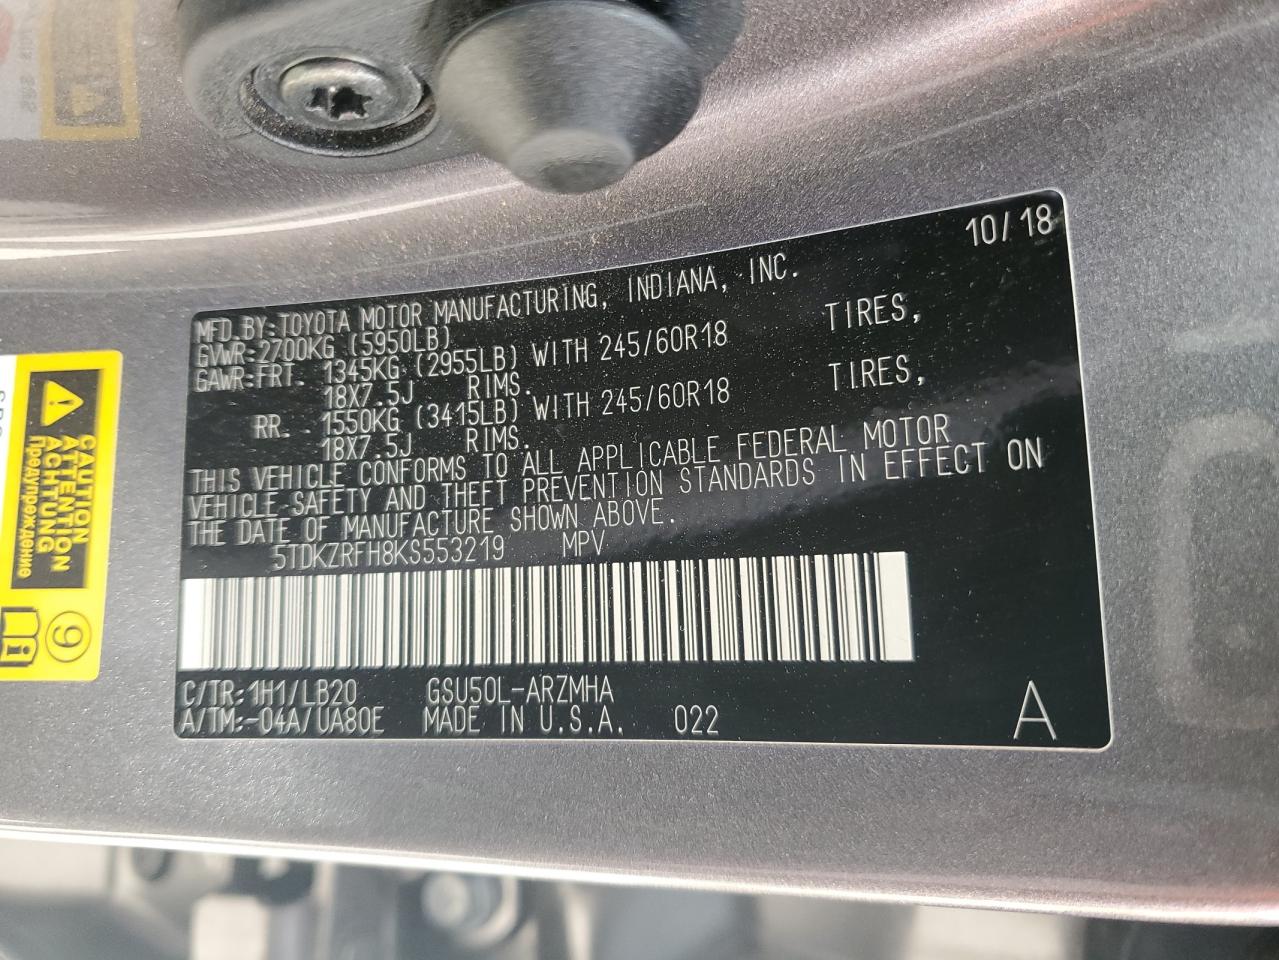 10/18
MFD.BY:TOYOTA MOTOR MANUFACTURING, INDIANA, INC.
GVWR:2700KG (5950LB)
GAWR:FRT. 1345KG (2955LB) WITH 245/60R18 TIRES,
18X7.5J RIMS.
RR. 1550KG (3415LB) WITH 245/60R18 TIRES,
18X7.5J RIMS.
THIS VEHICLE CONFORMS TO ALL APPLICABLE FEDERAL MOTOR
VEHICLE SAFETY AND THEFT PREVENTION STANDARDS IN EFFECT ON
THE DATE OF MANUFACTURE SHOWN ABOVE.
5TDKZRFH8KS553219 MPV
C/TR:1H1/LB20 GSU50L-ARZMHA
A/TM:-04A/UA80E MADE IN U.S.A. 022
A
CAUTION
ATTENTION
ACHTUNG
Предупреждение
9